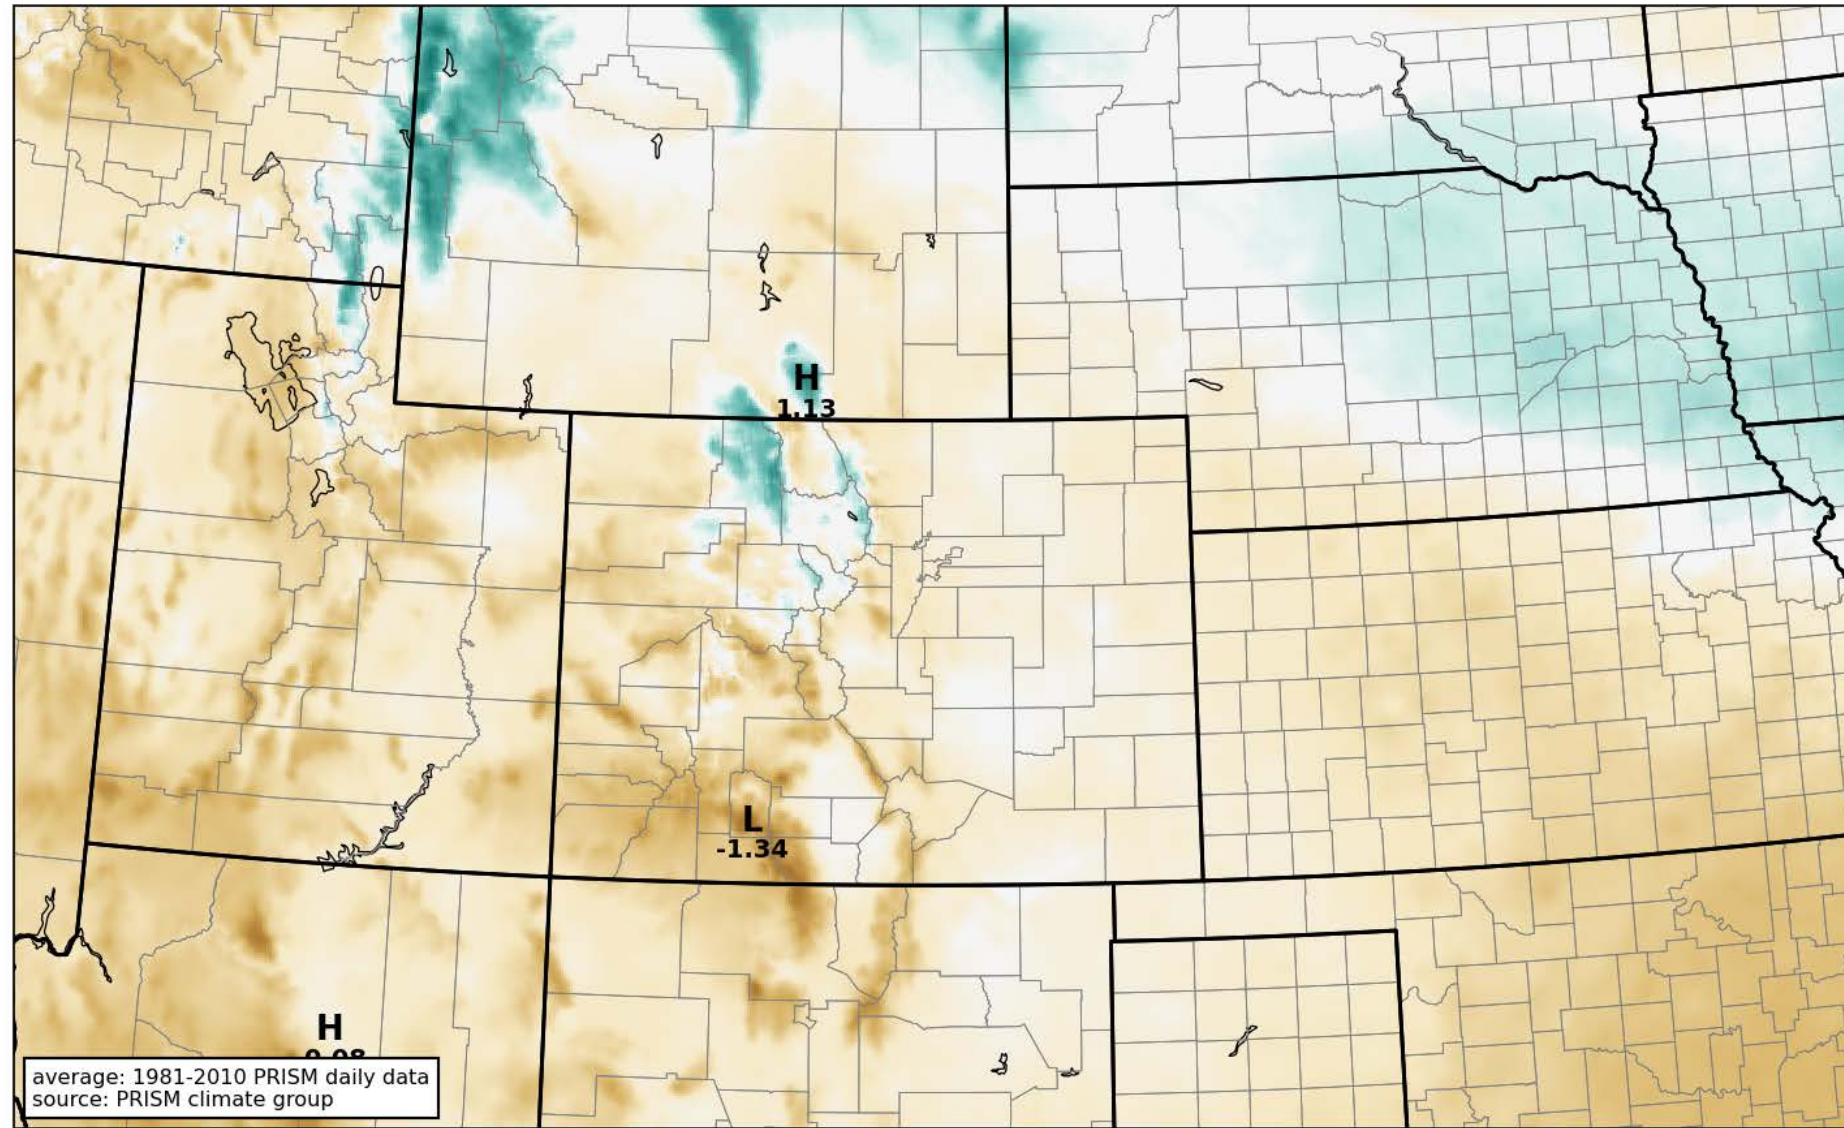 H
1.13
L
-1.34
H
average: 1981-2010 PRISM daily data
source: PRISM climate group